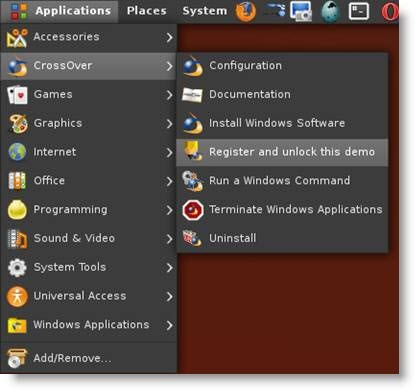 Applications Places System
Accessories
CrossOver
Games
Graphics
Internet
Office
Programming
Sound & Video
System Tools
Universal Access
Windows Applications
Add/Remove...
Configuration
Documentation
Install Windows Software
Register and unlock this demo
Run a Windows Command
Terminate Windows Applications
Uninstall